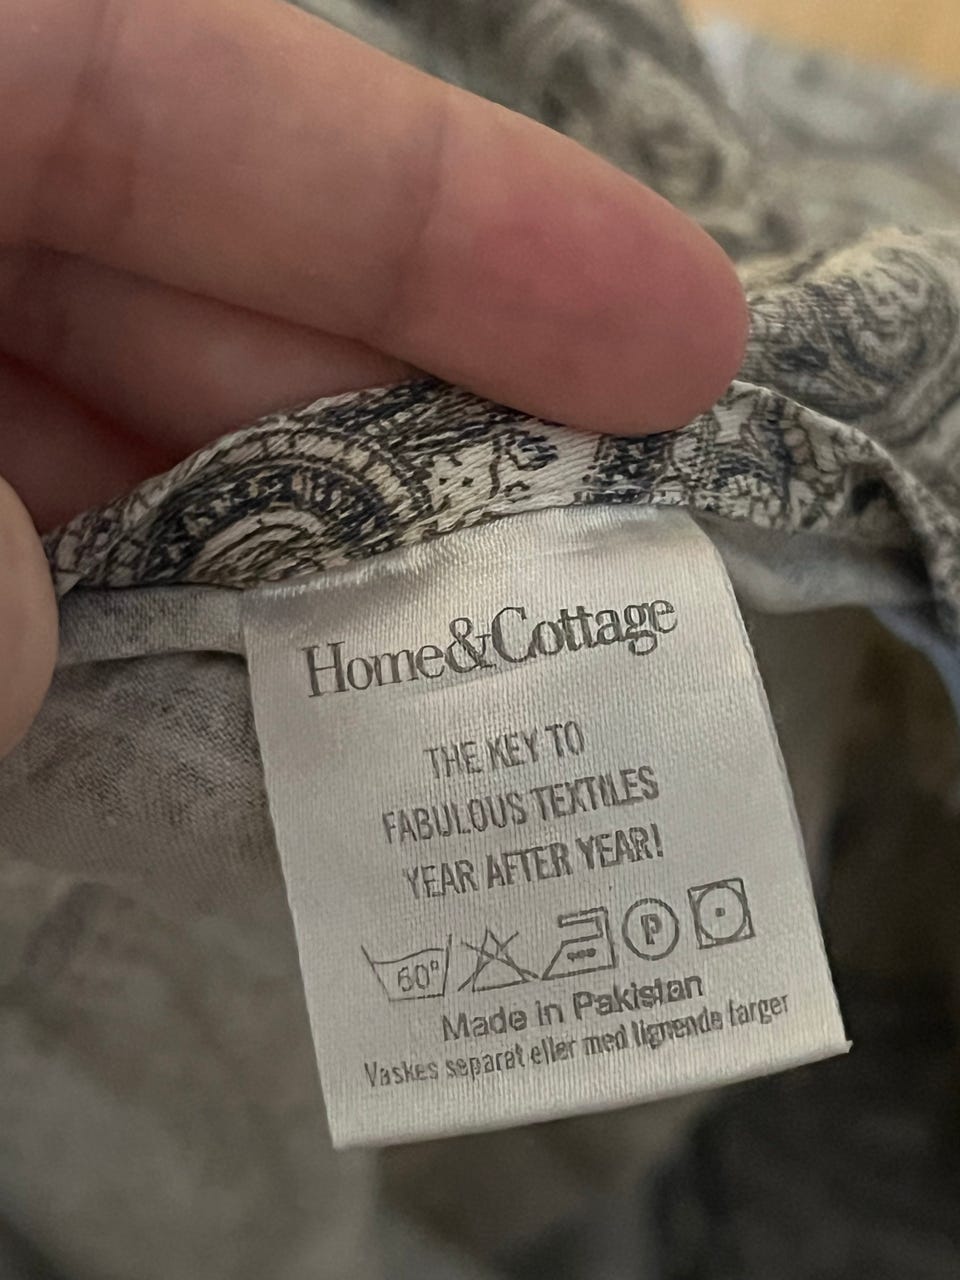 Home&Cottage
THE KEY TO
FABULOUS TEXTILES
YEAR AFTER YEAR!
60° P
Made in Pakistan
Vaskes separat eller med lignende farger